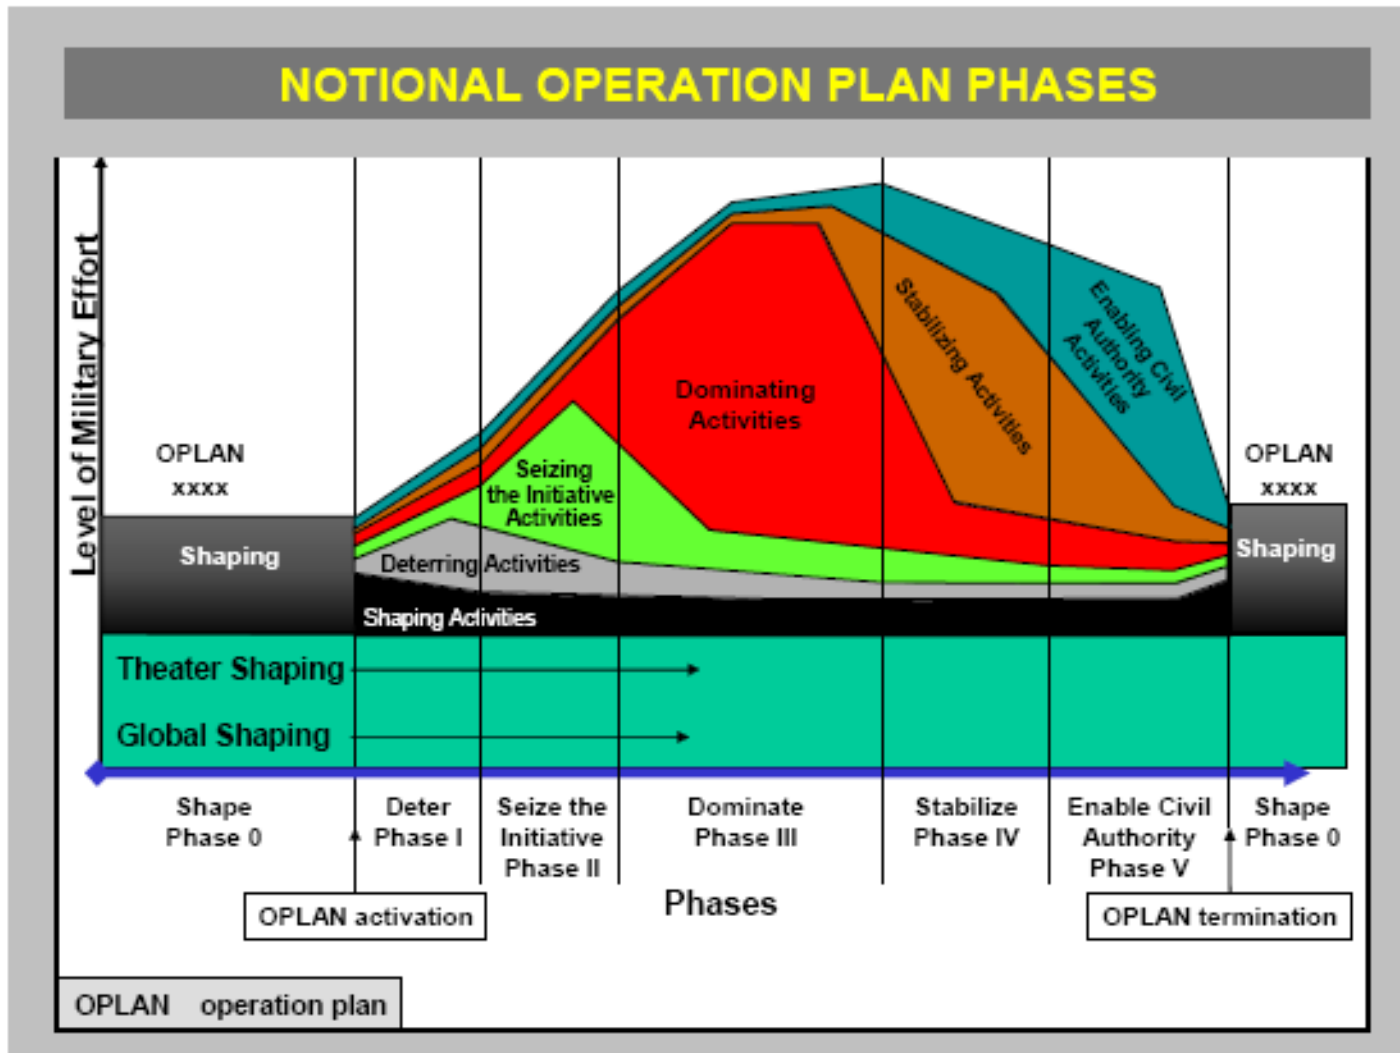 NOTIONAL OPERATION PLAN PHASES
Level of Military Effort
OPLAN
xxxx
Shaping
Enabling Civil
Authority
Activities
Stabilizing Activities
Dominating
Activities
Seizing
the Initiative
Activities
Deterring Activities
Shaping Activities
OPLAN
xxxx
Shaping
Theater Shaping
Global Shaping
Shape
Phase 0
Deter
Phase I
Seize the
Initiative
Phase II
Dominate
Phase III
Stabilize
Phase IV
Enable Civil
Authority
Phase V
Shape
Phase 0
OPLAN activation
Phases
OPLAN termination
OPLAN operation plan